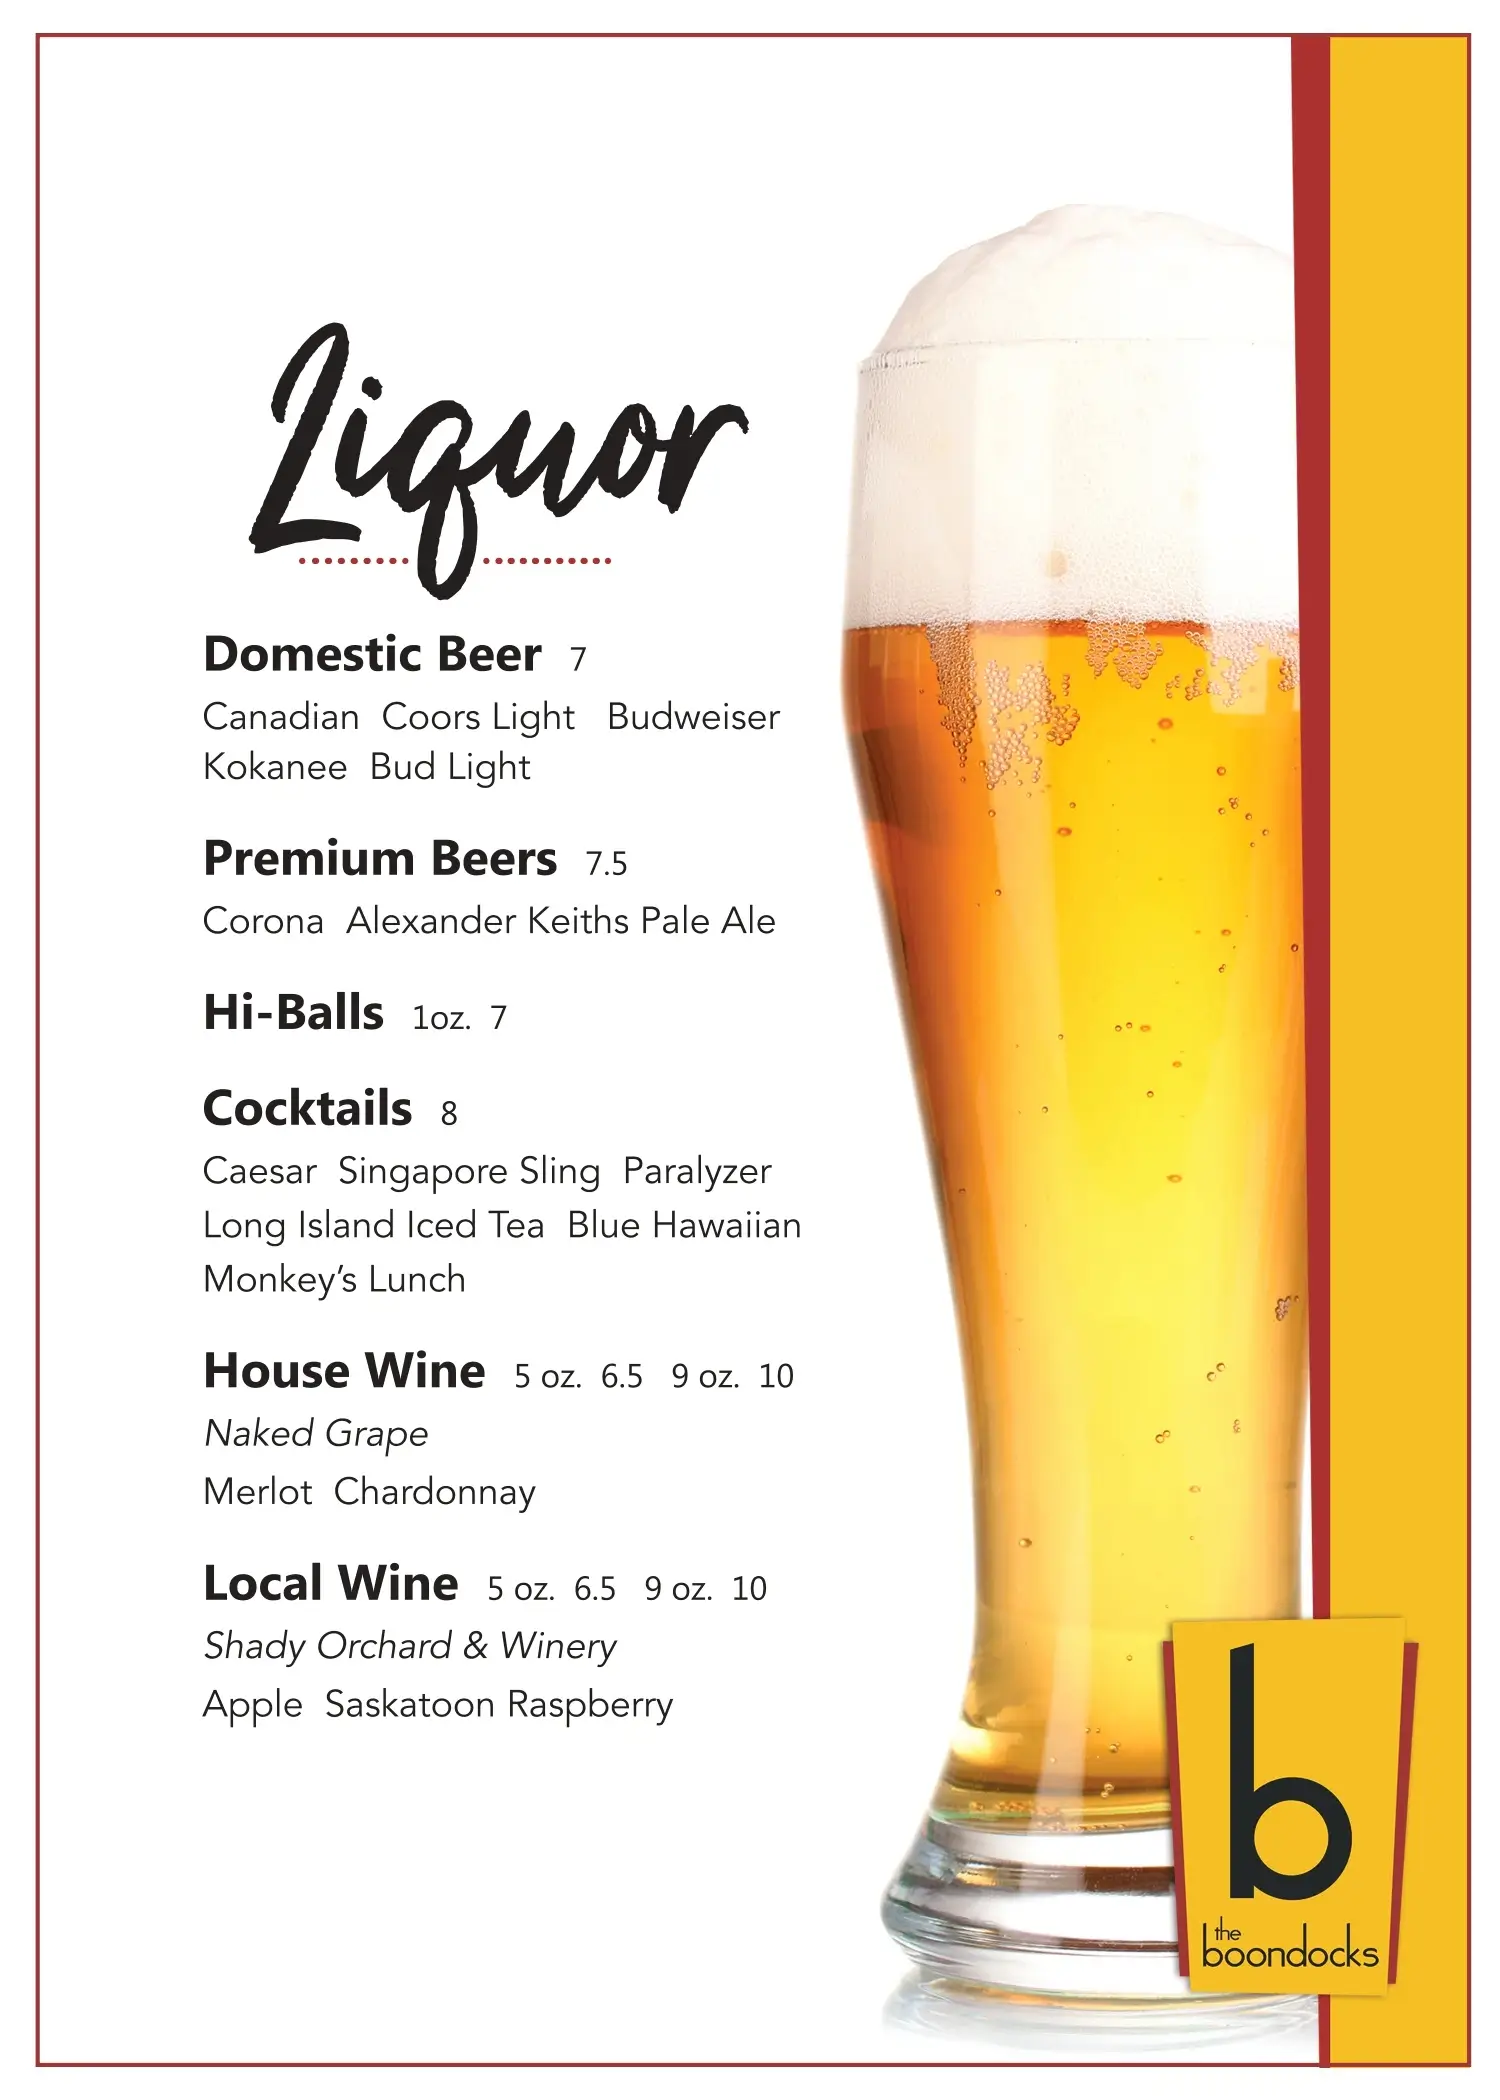 Liquor
Domestic Beer 7
Canadian Coors Light Budweiser
Kokanee Bud Light
Premium Beers 7.5
Corona Alexander Keiths Pale Ale
Hi-Balls 1oz. 7
Cocktails 8
Caesar Singapore Sling Paralyzer
Long Island Iced Tea Blue Hawaiian
Monkey's Lunch
House Wine 5 oz. 6.5 9 oz. 10
Naked Grape
Merlot Chardonnay
Local Wine 5 oz. 6.5 9 oz. 10
Shady Orchard & Winery
Apple Saskatoon Raspberry
b
the
boondocks